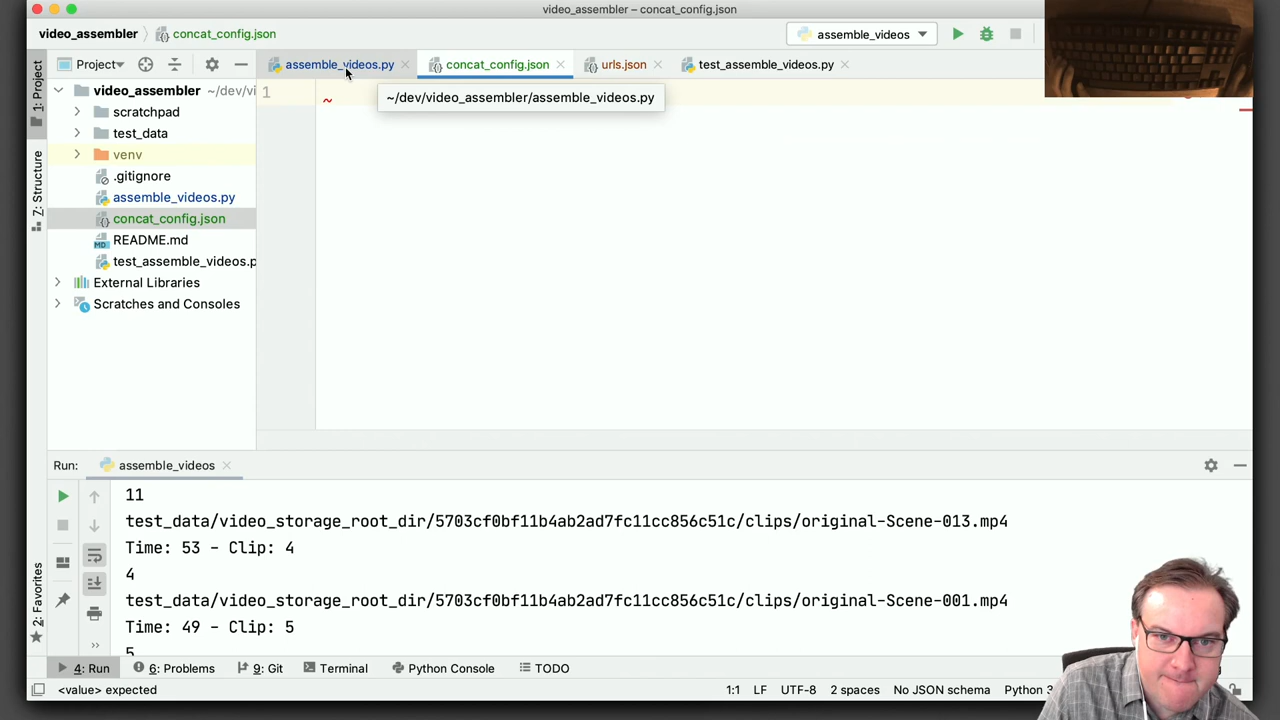 video_assembler – concat_config.json
video_assembler
concat_config.json
assemble_videos
Project
assemble_videos.py
concat_config.json
urls.json
test_assemble_videos.py
1: Project
Z: Structure
2: Favorites
video_assembler ~/dev/vi
scratchpad
test_data
venv
.gitignore
assemble_videos.py
concat_config.json
README.md
test_assemble_videos.p
External Libraries
Scratches and Consoles
1
~/dev/video_assembler/assemble_videos.py
Run:
assemble_videos
11
test_data/video_storage_root_dir/5703cf0bf11b4ab2ad7fc11cc856c51c/clips/original-Scene-013.mp4
Time: 53 - Clip: 4
4
test_data/video_storage_root_dir/5703cf0bf11b4ab2ad7fc11cc856c51c/clips/original-Scene-001.mp4
Time: 49 - Clip: 5
5
4: Run
6: Problems
9: Git
Terminal
Python Console
TODO
<value> expected
1:1 LF UTF-8 2 spaces No JSON schema Python 3